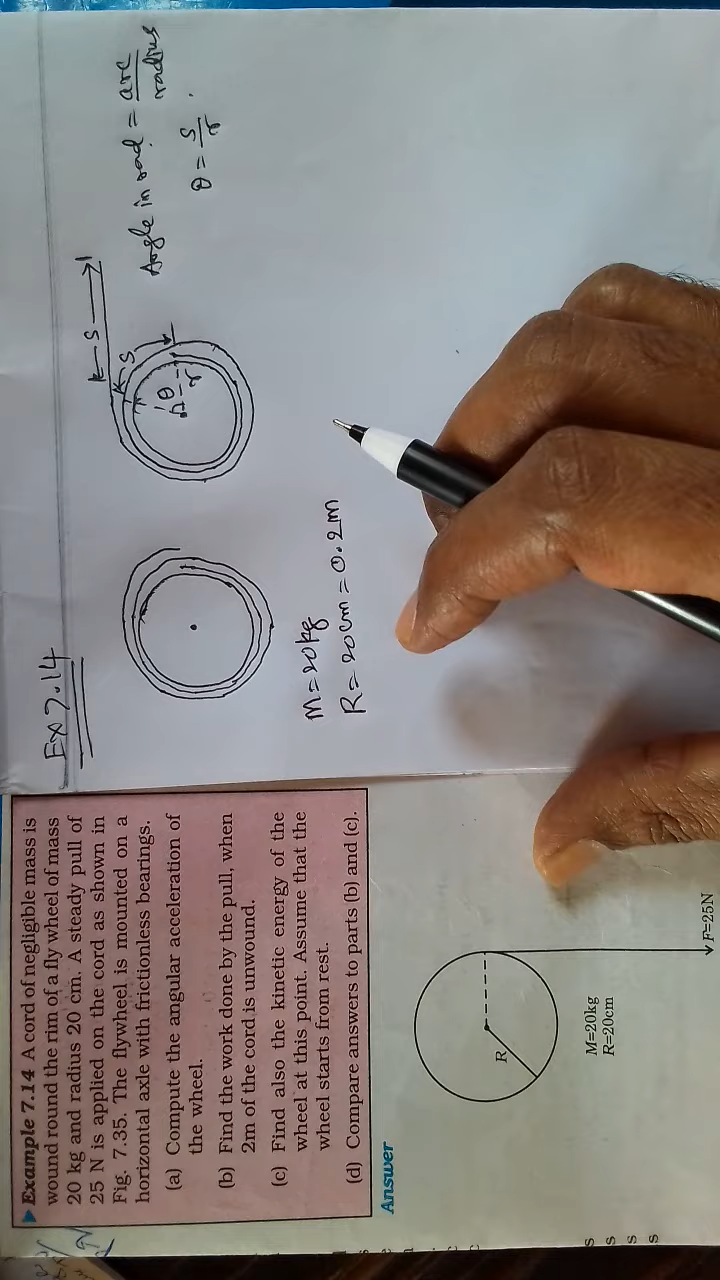 Example 7.14 A cord of negligible mass is
wound round the rim of a fly wheel of mass
20 kg and radius 20 cm. A steady pull of
25 N is applied on the cord as shown in
Fig. 7.35. The flywheel is mounted on a
horizontal axle with frictionless bearings.
(a) Compute the angular acceleration of
the wheel.
(b) Find the work done by the pull, when
2m of the cord is unwound.
(c) Find also the kinetic energy of the
wheel at this point. Assume that the
wheel starts from rest.
(d) Compare answers to parts (b) and (c).
Answer
R
M=20kg
R=20cm
F=25N
s
s
s
s
Ex 7.14
S
S
θ
r
Angle in rad = arc
radius
θ = S
r
M=20kg
R=20cm=0.2m